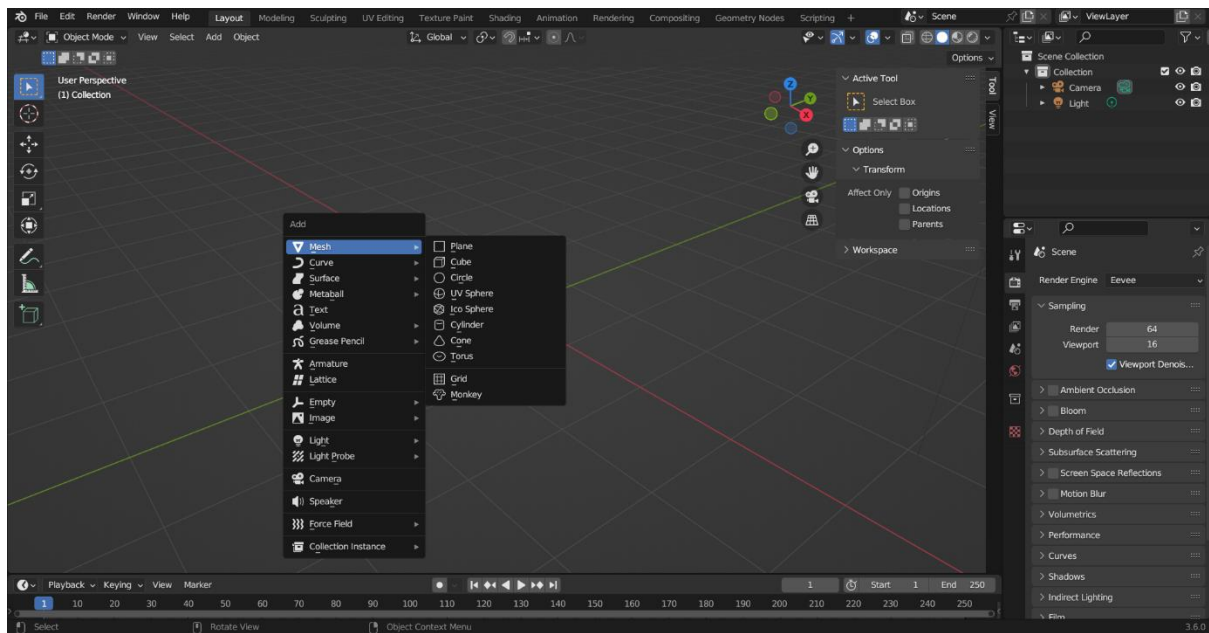 File Edit Render Window Help Layout Modeling Sculpting UV Editing Texture Paint Shading Animation Rendering Compositing Geometry Nodes Scripting + Scene ViewLayer
Object Mode View Select Add Object Global
Options
User Perspective
(1) Collection
Add
Mesh
Curve
Surface
Metaball
Text
Volume
Grease Pencil
Armature
Lattice
Empty
Image
Light
Light Probe
Camera
Speaker
Force Field
Collection Instance
Plane
Cube
Circle
UV Sphere
Ico Sphere
Cylinder
Cone
Torus
Grid
Monkey
X
Y
Z
Active Tool
Select Box
Options
Transform
Affect Only Origins
Locations
Parents
Workspace
Tool
View
Scene Collection
Collection
Camera
Light
Scene
Render Engine Eevee
Sampling
Render 64
Viewport 16
Viewport Denois...
Ambient Occlusion
Bloom
Depth of Field
Subsurface Scattering
Screen Space Reflections
Motion Blur
Volumetrics
Performance
Curves
Shadows
Indirect Lighting
Film
Playback Keying View Marker 1 Start 1 End 250
1 10 20 30 40 50 60 70 80 90 100 110 120 130 140 150 160 170 180 190 200 210 220 230 240 250
Select Rotate View Object Context Menu 3.6.0